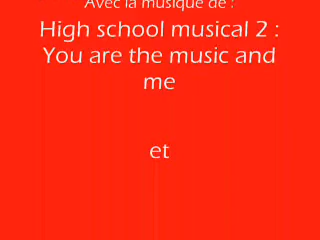 Avec la musique de :
High school musical 2 :
You are the music and
me
et